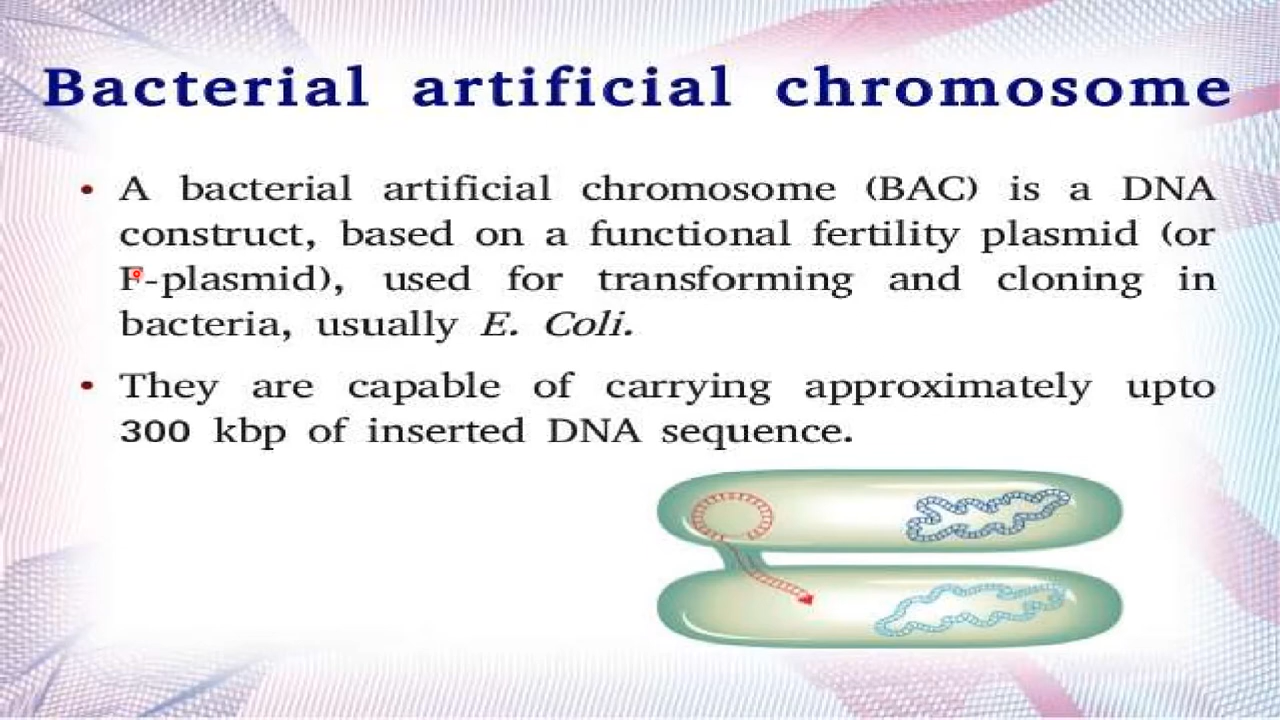 Bacterial artificial chromosome
• A bacterial artificial chromosome (BAC) is a DNA
construct, based on a functional fertility plasmid (or
F-plasmid), used for transforming and cloning in
bacteria, usually E. Coli.
• They are capable of carrying approximately upto
300 kbp of inserted DNA sequence.